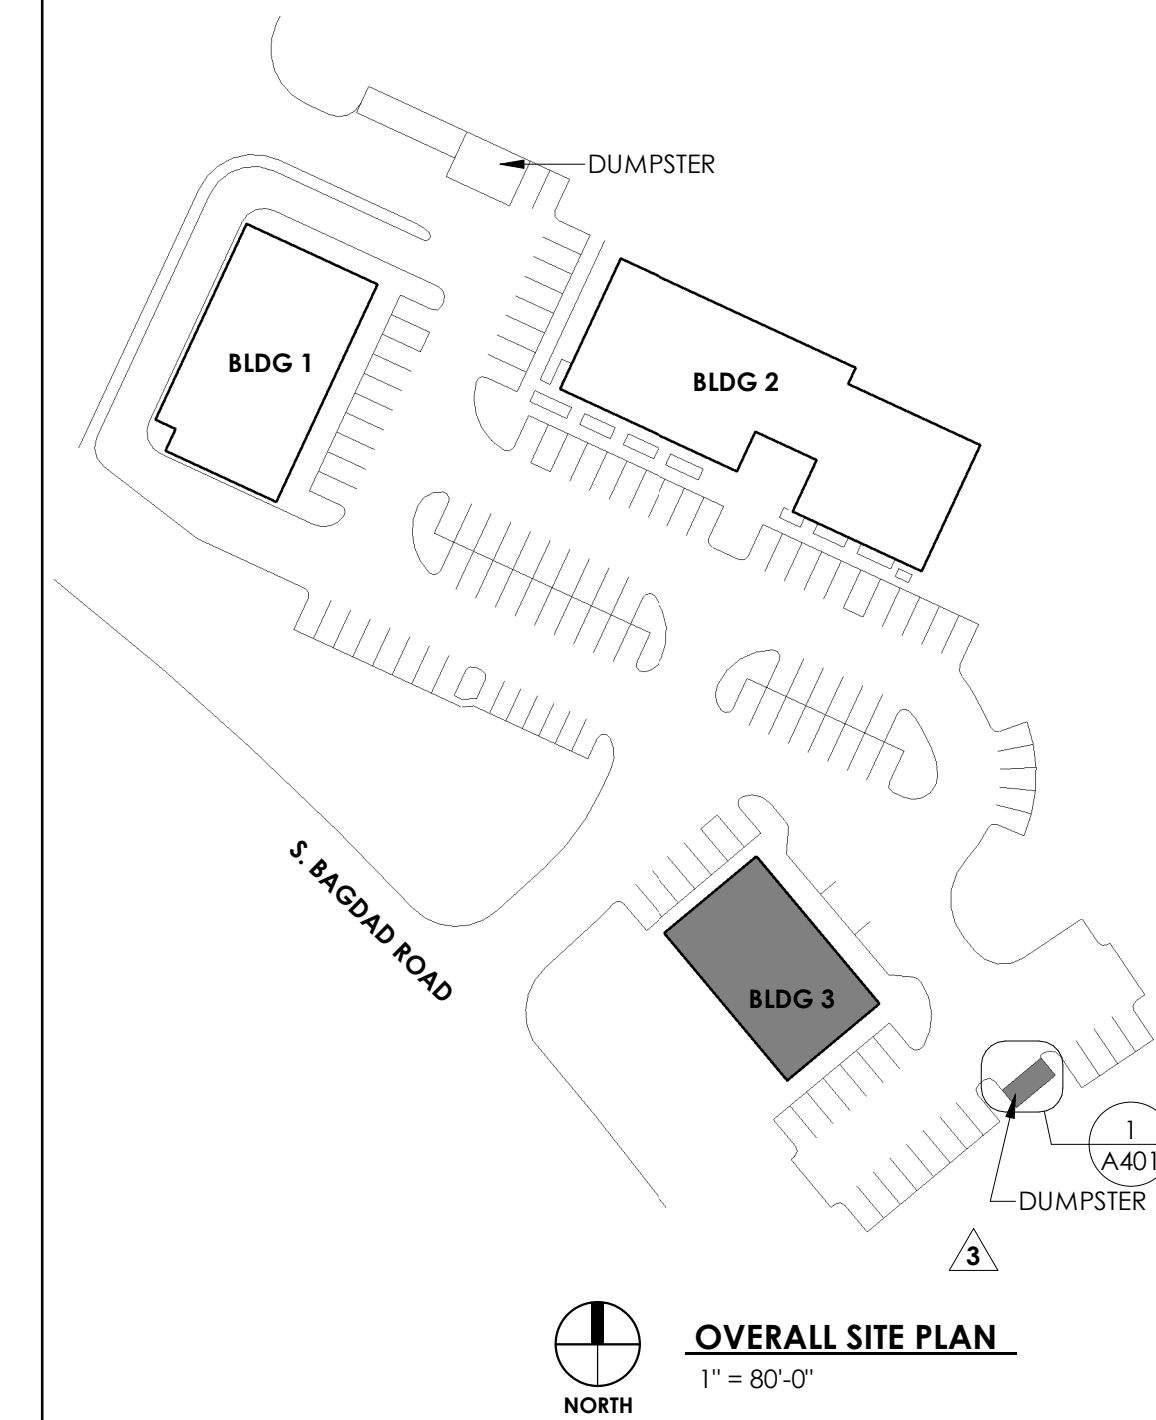 DUMPSTER
BLDG 1
BLDG 2
S. BAGDAD ROAD
BLDG 3
1
A401
DUMPSTER
3
OVERALL SITE PLAN
1" = 80'-0"
NORTH